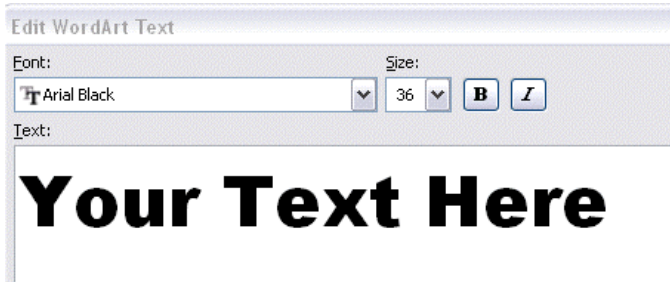 Edit WordArt Text
Font: Size:
Arial Black 36 B I
Text:
Your Text Here